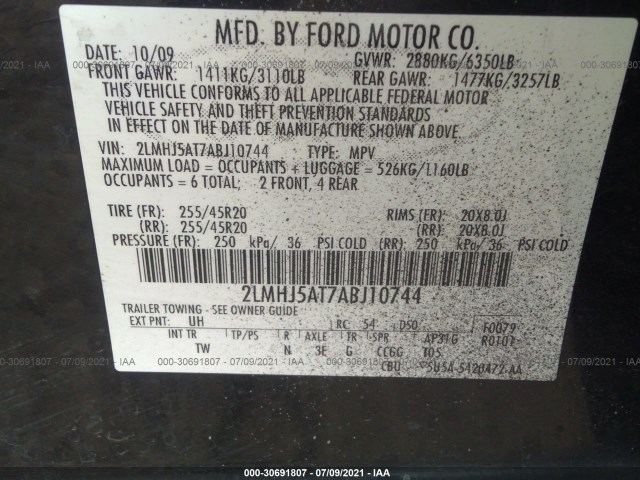 MFD. BY FORD MOTOR CO.
DATE: 10/09 GVWR: 2880KG/6350LB
FRONT GAWR: 1411KG/3110LB REAR GAWR: 1477KG/3257LB
THIS VEHICLE CONFORMS TO ALL APPLICABLE FEDERAL MOTOR
VEHICLE SAFETY AND THEFT PREVENTION STANDARDS
IN EFFECT ON THE DATE OF MANUFACTURE SHOWN ABOVE.
VIN: 2LMHJ5AT7ABJ10744 TYPE: MPV
MAXIMUM LOAD = OCCUPANTS + LUGGAGE = 526KG/1160LB
OCCUPANTS = 6 TOTAL; 2 FRONT, 4 REAR
TIRE (FR): 255/45R20 RIMS (FR): 20X8.0J
(RR): 255/45R20 (RR): 20X8.0J
PRESSURE (FR): 250 kPa/ 36 PSI COLD (RR): 250 kPa/ 36 PSI COLD
2LMHJ5AT7ABJ10744
TRAILER TOWING - SEE OWNER GUIDE
EXT PNT: UH RC: 54 DSO: F0079
INT TR TP/PS R AXLE TR SPR AP31G R0107
TW N 3E G CCGG T05
CBU 5U5A-5420472-AA
000-30691807 - 07/09/2021 - IAA